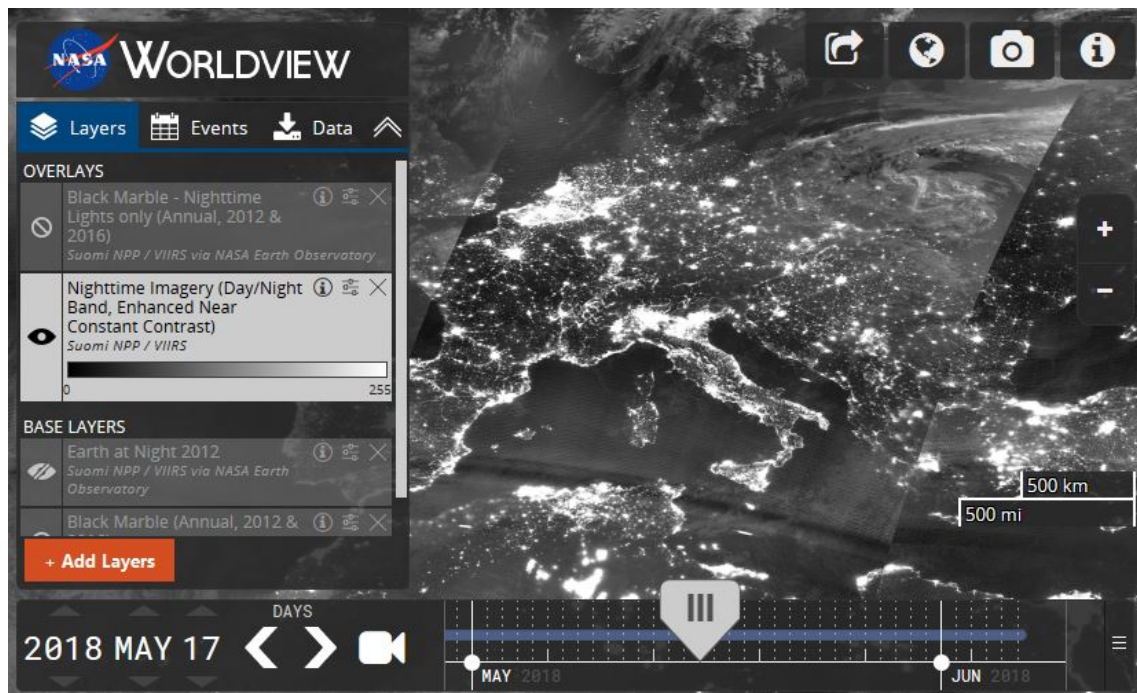 NASA WORLDVIEW
Layers Events Data
OVERLAYS
Black Marble - Nighttime
Lights only (Annual, 2012 &
2016)
Suomi NPP / VIIRS via NASA Earth Observatory
Nighttime Imagery (Day/Night
Band, Enhanced Near
Constant Contrast)
Suomi NPP / VIIRS
0 255
BASE LAYERS
Earth at Night 2012
Suomi NPP / VIIRS via NASA Earth
Observatory
Black Marble (Annual, 2012 &
+ Add Layers
500 km
500 mi
DAYS
2018 MAY 17
MAY 2018 JUN 2018